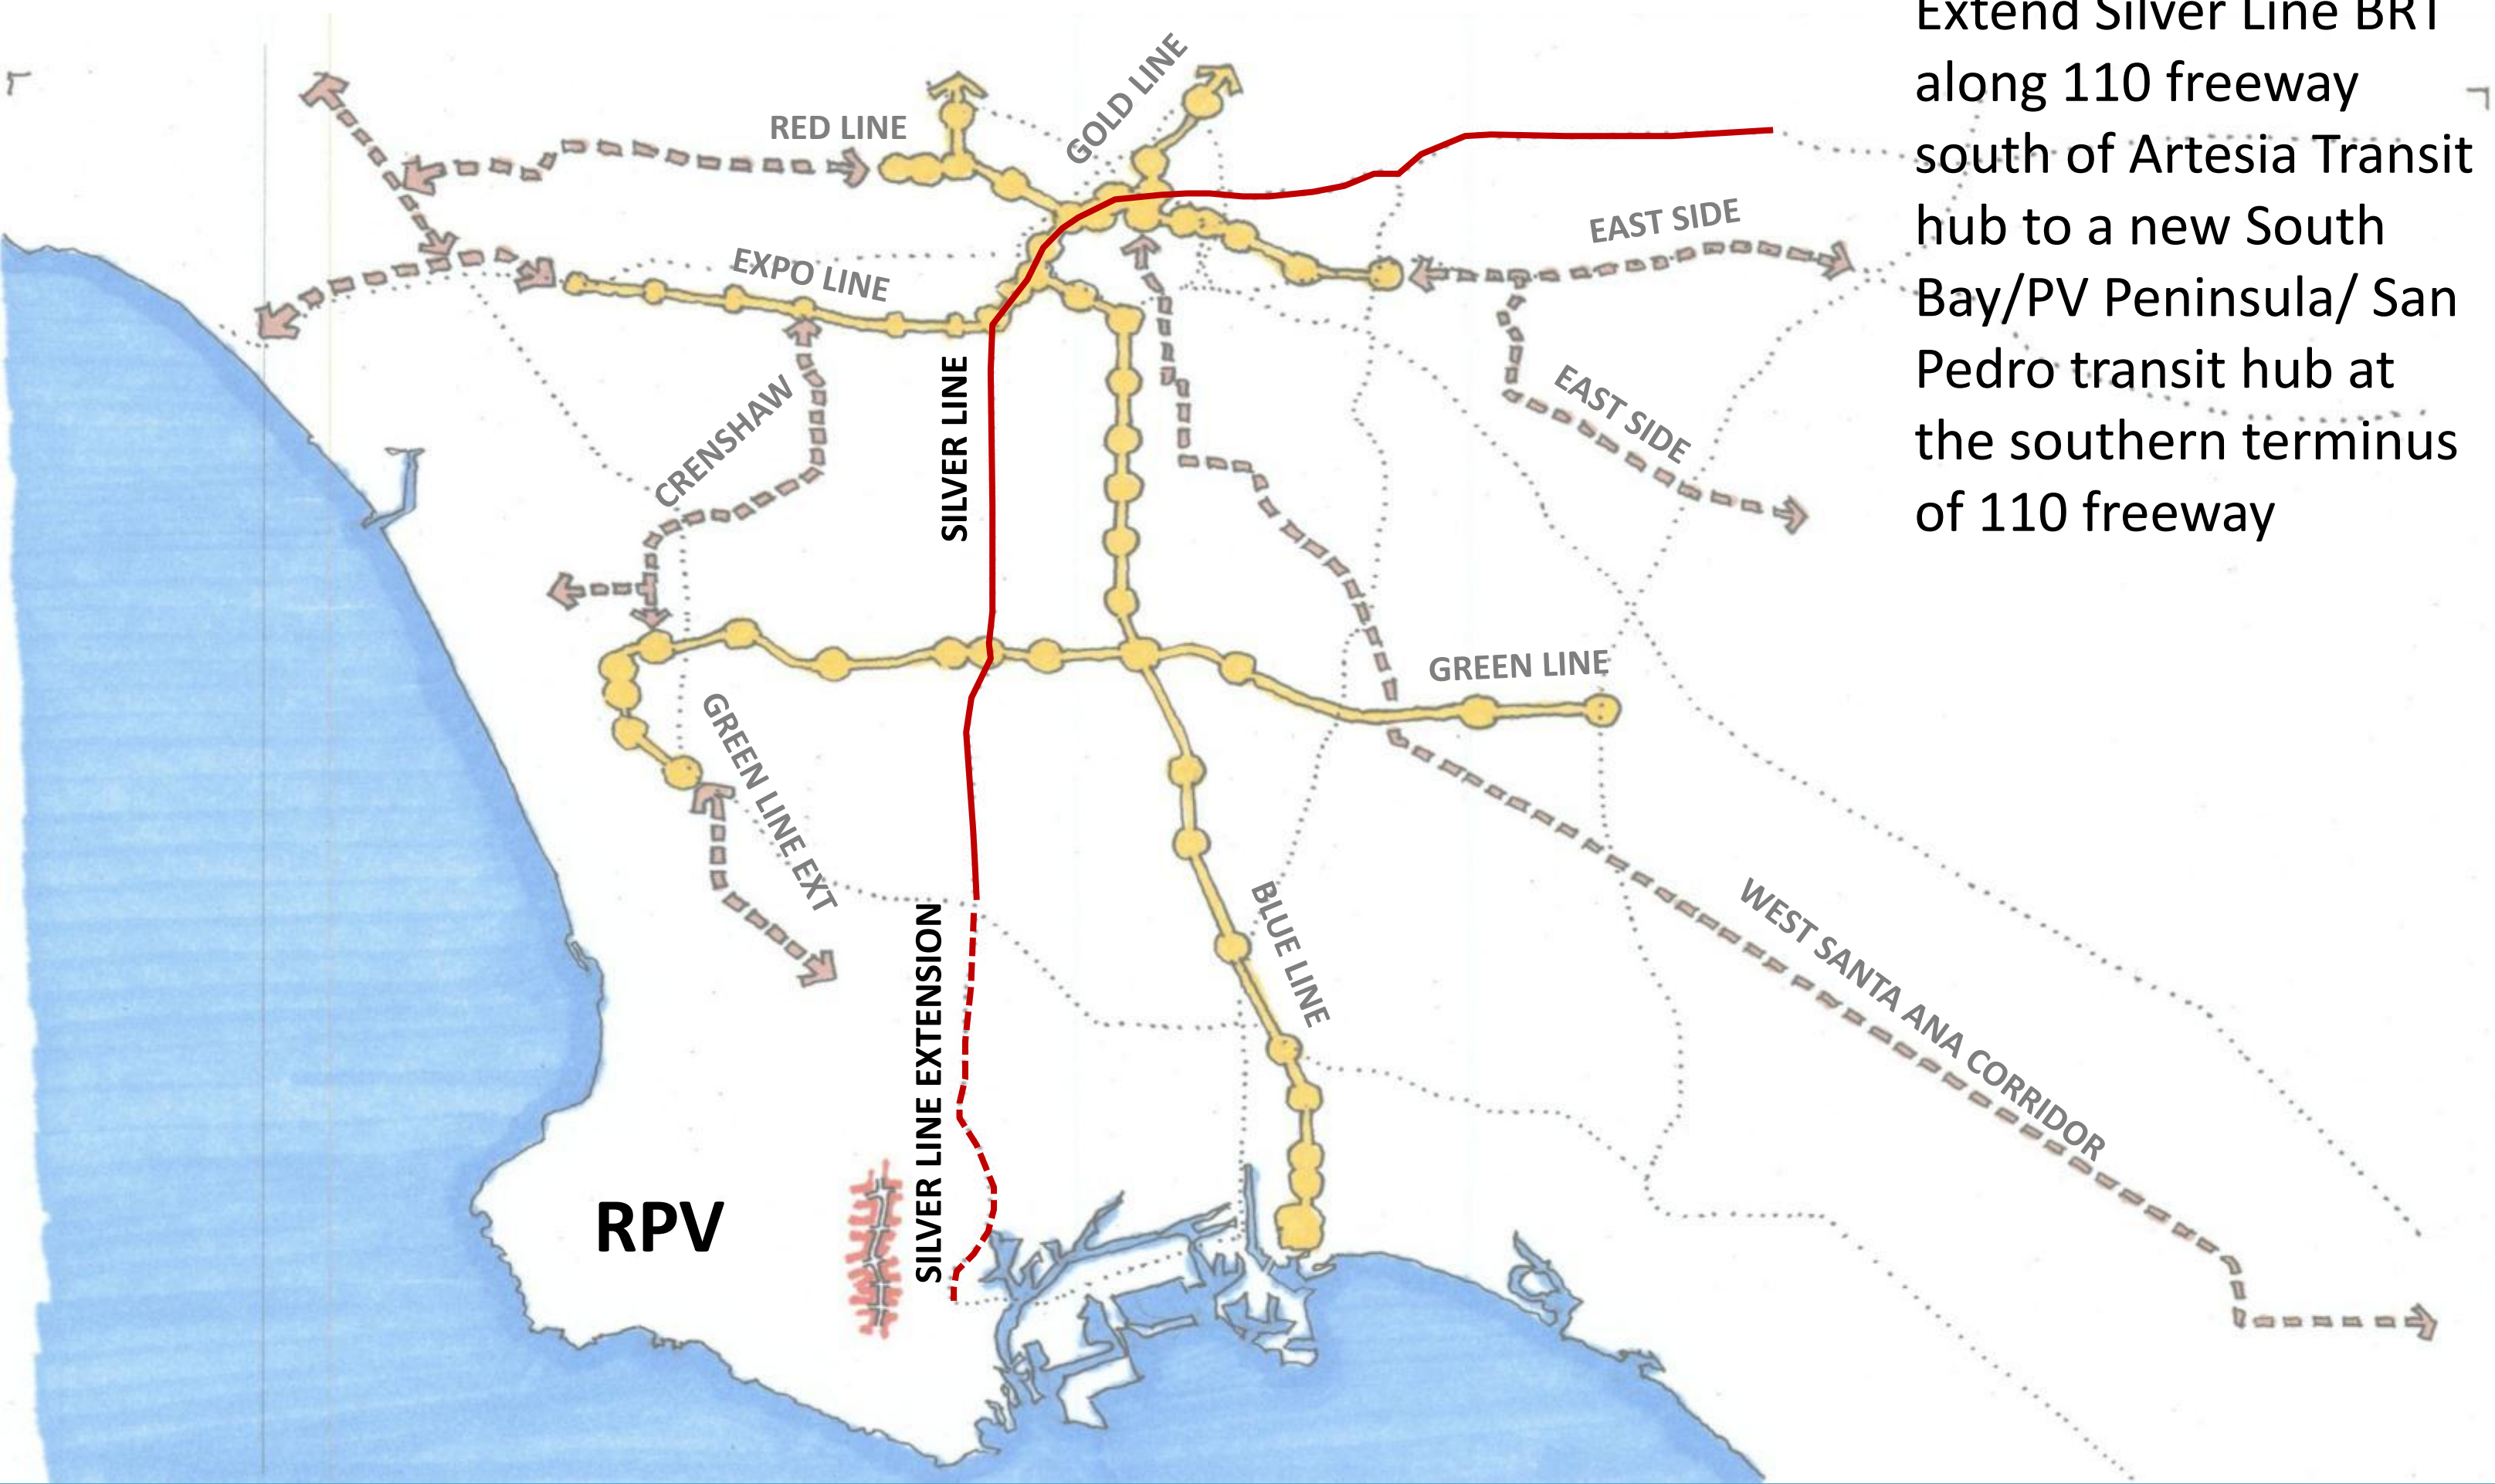 Extend Silver Line BRT
along 110 freeway
south of Artesia Transit
hub to a new South
Bay/PV Peninsula/ San
Pedro transit hub at
the southern terminus
of 110 freeway
GOLD LINE
RED LINE
EAST SIDE
EXPO LINE
SILVER LINE
CRENSHAW
EAST SIDE
GREEN LINE
GREEN LINE EXT
BLUE LINE
WEST SANTA ANA CORRIDOR
SILVER LINE EXTENSION
RPV